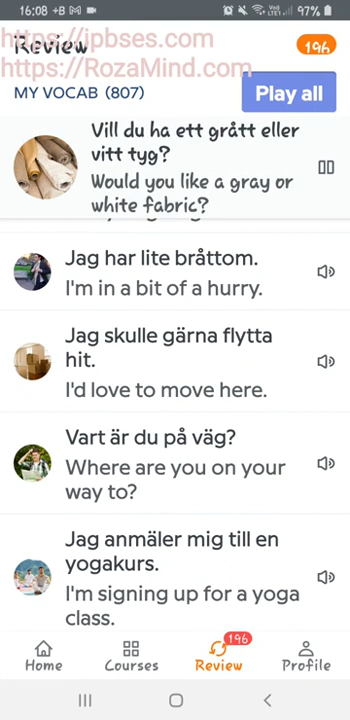 16:08 +B M
97%
https://jpbses.com
Review
196
https://RozaMind.com
MY VOCAB (807)
Play all
Vill du ha ett grått eller
vitt tyg?
Would you like a gray or
white fabric?
Jag har lite bråttom.
I'm in a bit of a hurry.
Jag skulle gärna flytta
hit.
I'd love to move here.
Vart är du på väg?
Where are you on your
way to?
Jag anmäler mig till en
yogakurs.
I'm signing up for a yoga
class.
196
Home
Courses
Review
Profile